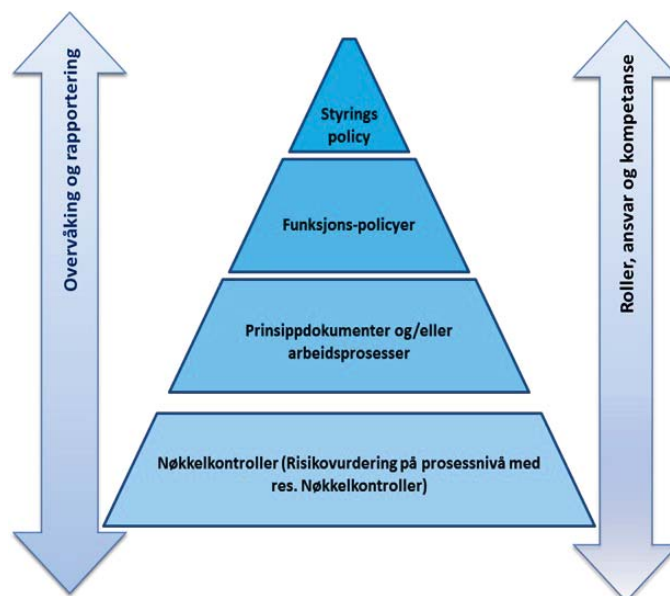 Overvåking og rapportering
Styrings
policy
Funksjons-policyer
Prinsippdokumenter og/eller
arbeidsprosesser
Nøkkelkontroller (Risikovurdering på prosessnivå med
res. Nøkkelkontroller)
Roller, ansvar og kompetanse